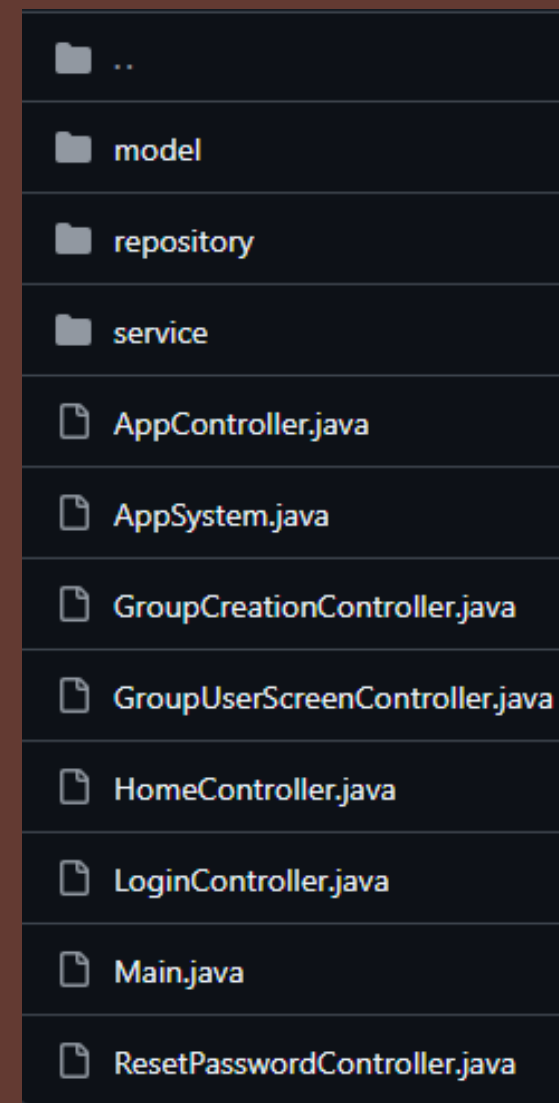 ..
model
repository
service
AppController.java
AppSystem.java
GroupCreationController.java
GroupUserScreenController.java
HomeController.java
LoginController.java
Main.java
ResetPasswordController.java